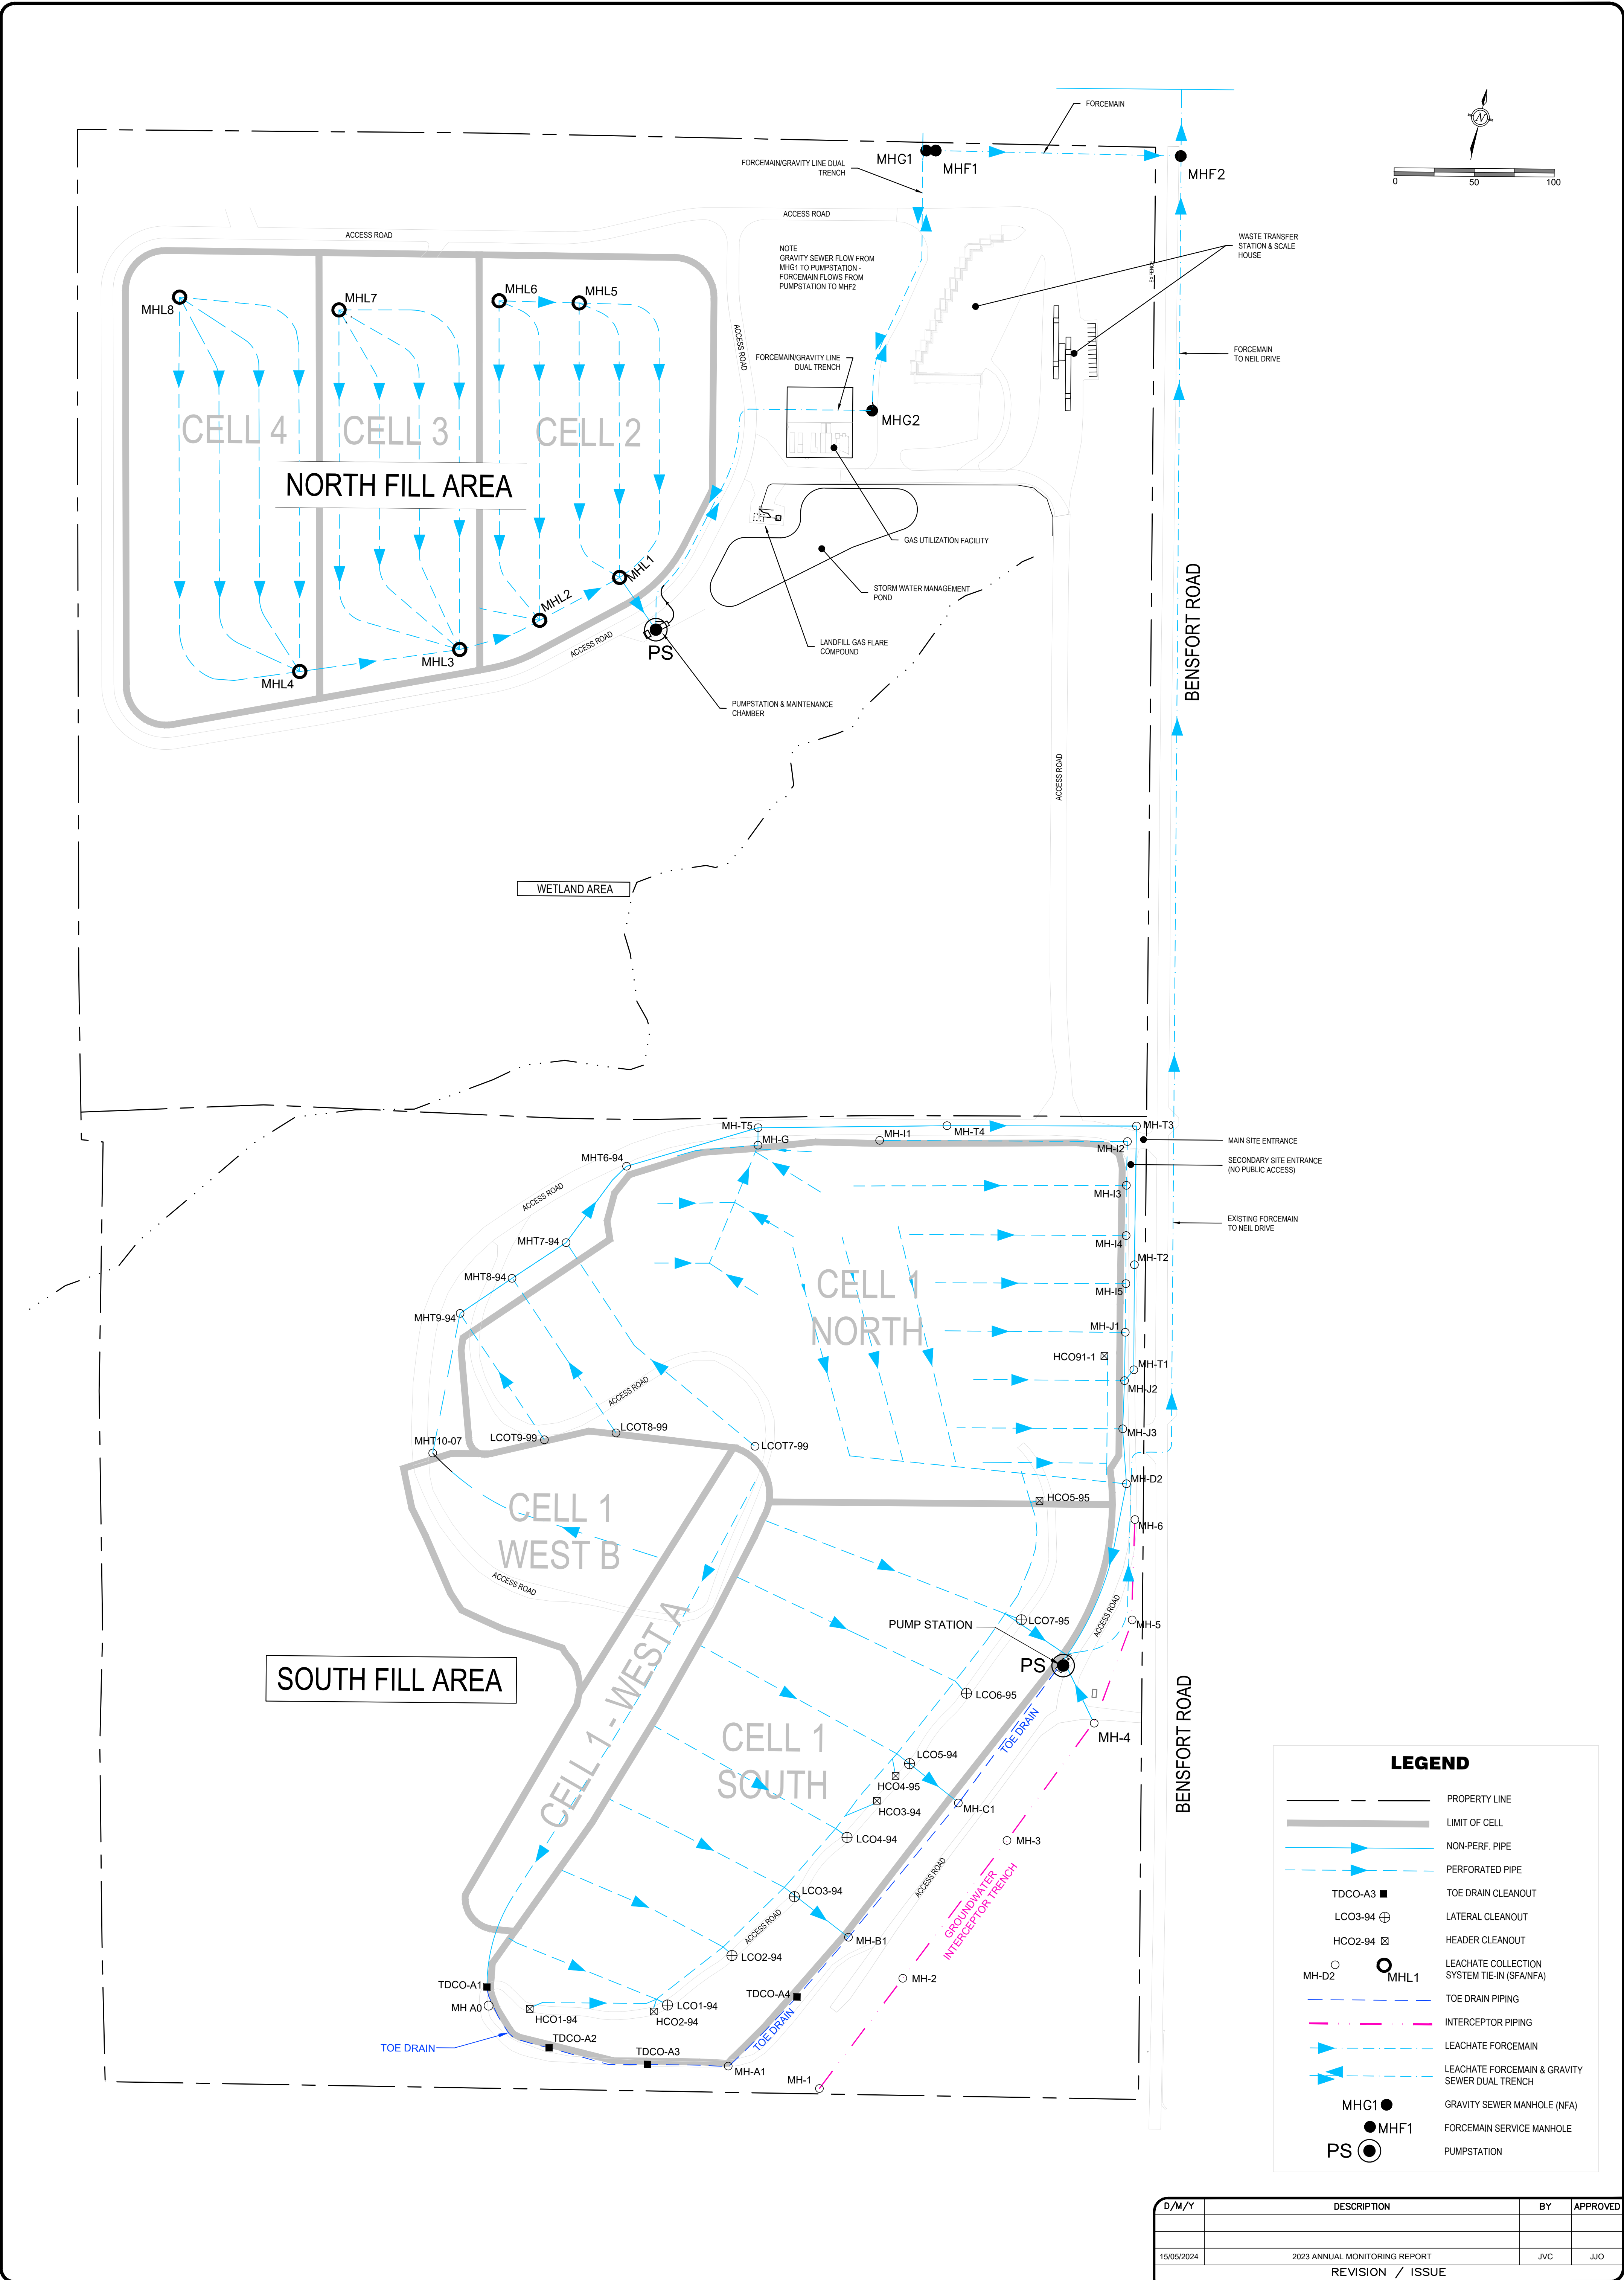 FORCEMAIN
N
0 50 100
FORCEMAIN/GRAVITY LINE DUAL
TRENCH
MHG1
MHF1
MHF2
ACCESS ROAD
ACCESS ROAD
NOTE
GRAVITY SEWER FLOW FROM
MHG1 TO PUMPSTATION -
FORCEMAIN FLOWS FROM
PUMPSTATION TO MHF2
WASTE TRANSFER
STATION & SCALE
HOUSE
EX FENCE
MHL8
MHL7
MHL6
MHL5
ACCESS ROAD
FORCEMAIN/GRAVITY LINE
DUAL TRENCH
FORCEMAIN
TO NEIL DRIVE
CELL 4
CELL 3
CELL 2
MHG2
NORTH FILL AREA
GAS UTILIZATION FACILITY
MHL1
MHL2
STORM WATER MANAGEMENT
POND
LANDFILL GAS FLARE
COMPOUND
MHL3
MHL4
ACCESS ROAD
PS
BENSFORT ROAD
PUMPSTATION & MAINTENANCE
CHAMBER
ACCESS ROAD
WETLAND AREA
MH-T5
MH-G
MH-I1
MH-T4
MH-T3
MH-I2
MAIN SITE ENTRANCE
SECONDARY SITE ENTRANCE
(NO PUBLIC ACCESS)
MHT6-94
MH-I3
ACCESS ROAD
EXISTING FORCEMAIN
TO NEIL DRIVE
MHT7-94
MH-I4
MH-T2
MHT8-94
MH-I5
CELL 1
NORTH
MHT9-94
MH-J1
HCO91-1
MH-T1
MH-J2
ACCESS ROAD
LCOT8-99
LCOT9-99
LCOT7-99
MHT10-07
MH-J3
MH-D2
HCO5-95
MH-6
CELL 1
WEST B
ACCESS ROAD
ACCESS ROAD
LCO7-95
MH-5
PUMP STATION
PS
SOUTH FILL AREA
CELL 1 - WEST A
LCO6-95
TOE DRAIN
MH-4
CELL 1
SOUTH
LCO5-94
HCO4-95
HCO3-94
MH-C1
LCO4-94
MH-3
BENSFORT ROAD
ACCESS ROAD
GROUNDWATER
INTERCEPTOR TRENCH
LCO3-94
ACCESS ROAD
MH-B1
LCO2-94
MH-2
TDCO-A1
MH A0
HCO1-94
LCO1-94
HCO2-94
TDCO-A4
TOE DRAIN
TOE DRAIN
TDCO-A2
TDCO-A3
MH-A1
MH-1
LEGEND
PROPERTY LINE
LIMIT OF CELL
NON-PERF. PIPE
PERFORATED PIPE
TDCO-A3 TOE DRAIN CLEANOUT
LCO3-94 LATERAL CLEANOUT
HCO2-94 HEADER CLEANOUT
MH-D2 MHL1 LEACHATE COLLECTION
SYSTEM TIE-IN (SFA/NFA)
TOE DRAIN PIPING
INTERCEPTOR PIPING
LEACHATE FORCEMAIN
LEACHATE FORCEMAIN & GRAVITY
SEWER DUAL TRENCH
MHG1 GRAVITY SEWER MANHOLE (NFA)
MHF1 FORCEMAIN SERVICE MANHOLE
PS PUMPSTATION
D/M/Y DESCRIPTION BY APPROVED
15/05/2024 2023 ANNUAL MONITORING REPORT JVC JJO
REVISION / ISSUE